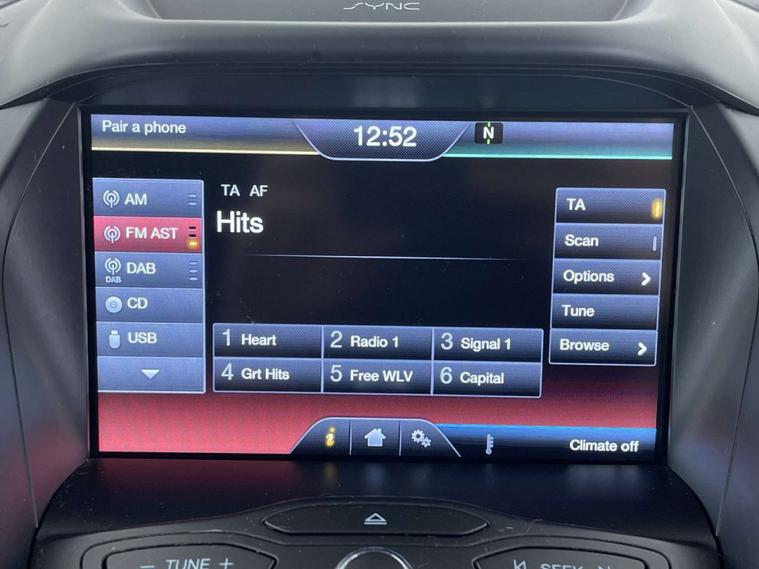 SYNC
Pair a phone
12:52
N
TA AF
Hits
AM
FM AST
DAB
DAB
CD
USB
TA
Scan
Options
Tune
Browse
1 Heart
2 Radio 1
3 Signal 1
4 Grt Hits
5 Free WLV
6 Capital
i
Climate off
− TUNE +
SEEK